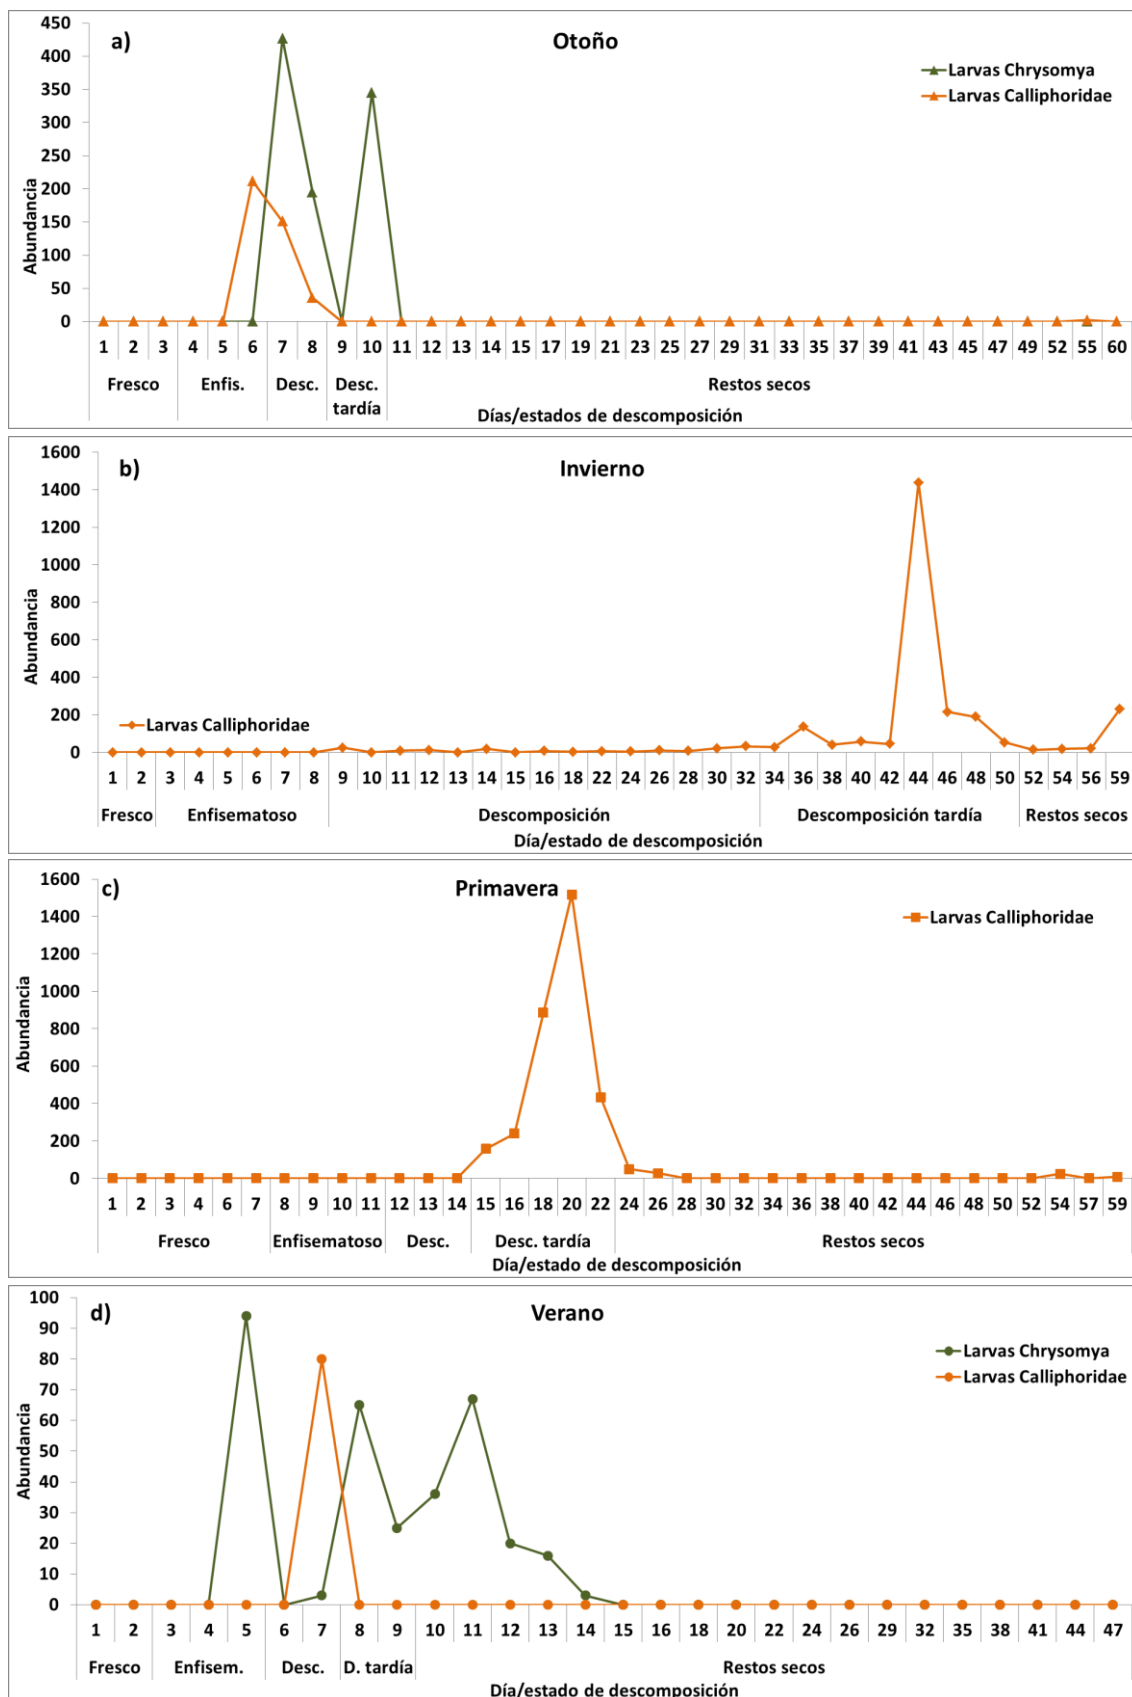 a)
Otoño
450
400
350
300
250
200
150
100
50
0
Abundancia
Larvas Chrysomya
Larvas Calliphoridae
1 2 3 4 5 6 7 8 9 10 11 12 13 14 15 17 19 21 23 25 27 29 31 33 35 37 39 41 43 45 47 49 52 55 60
Fresco Enfis. Desc. Desc. tardía Restos secos
Días/estados de descomposición
b)
Invierno
1600
1400
1200
1000
800
600
400
200
0
Abundancia
Larvas Calliphoridae
1 2 3 4 5 6 7 8 9 10 11 12 13 14 15 16 18 22 24 26 28 30 32 34 36 38 40 42 44 46 48 50 52 54 56 59
Fresco Enfisematoso Descomposición Descomposición tardía Restos secos
Día/estado de descomposición
c)
Primavera
1600
1400
1200
1000
800
600
400
200
0
Abundancia
Larvas Calliphoridae
1 2 3 4 6 7 8 9 10 11 12 13 14 15 16 18 20 22 24 26 28 30 32 34 36 38 40 42 44 46 48 50 52 54 57 59
Fresco Enfisematoso Desc. Desc. tardía Restos secos
Día/estado de descomposición
d)
Verano
100
90
80
70
60
50
40
30
20
10
0
Abundancia
Larvas Chrysomya
Larvas Calliphoridae
1 2 3 4 5 6 7 8 9 10 11 12 13 14 15 16 18 20 22 24 26 29 32 35 38 41 44 47
Fresco Enfisem. Desc. D. tardía Restos secos
Día/estado de descomposición